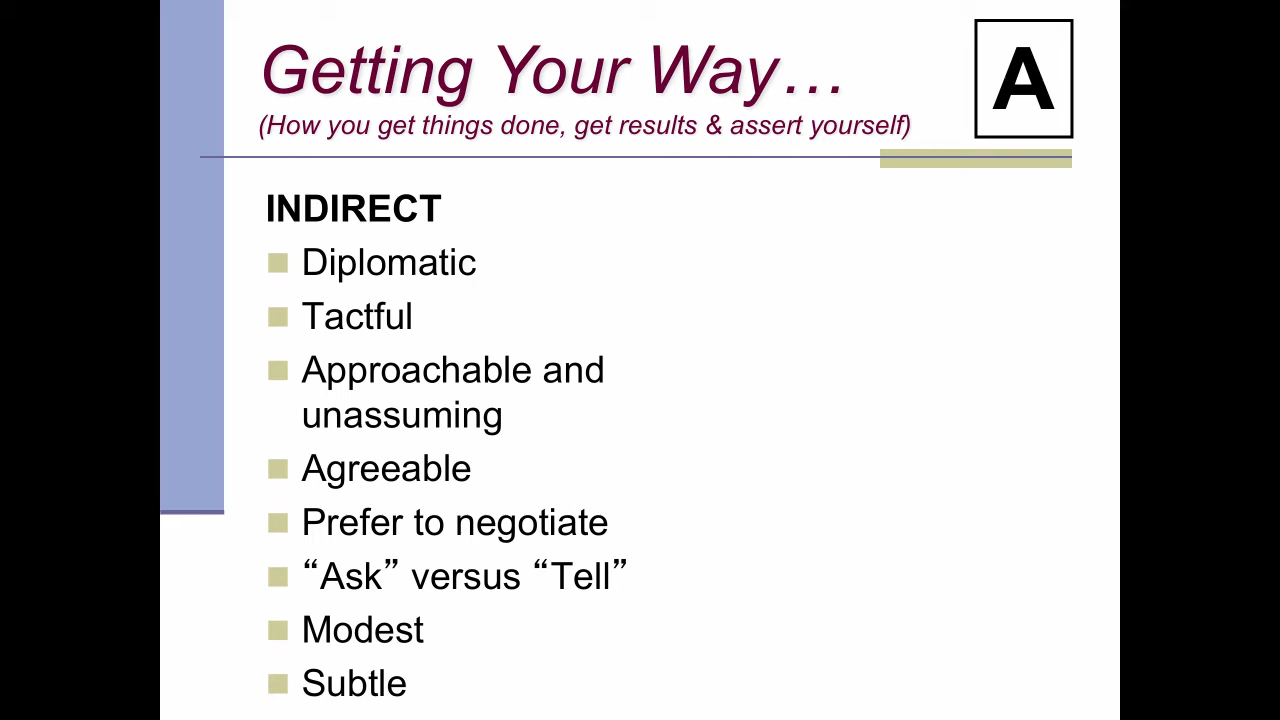 Getting Your Way…
(How you get things done, get results & assert yourself)
A
INDIRECT
Diplomatic
Tactful
Approachable and
unassuming
Agreeable
Prefer to negotiate
“Ask” versus “Tell”
Modest
Subtle